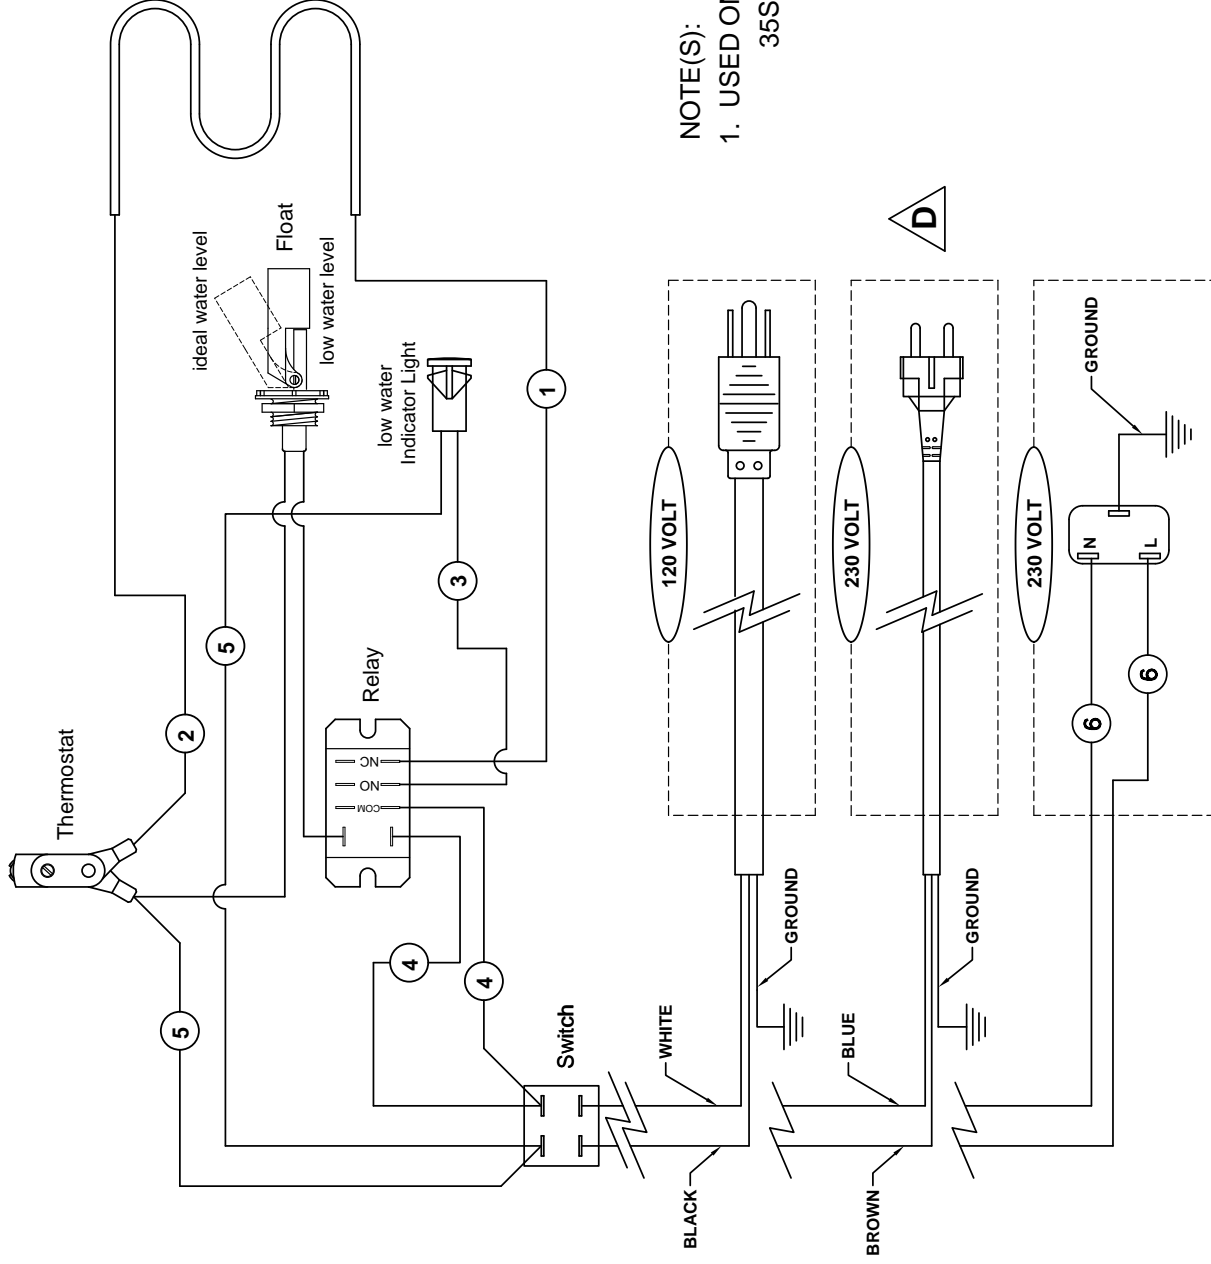 Thermostat
ideal water level
Float
low water level
low water
Indicator Light
Relay
NC
NO
COM
2
5
3
1
5
4
4
Switch
WHITE
BLACK
GROUND
120 VOLT
BLUE
BROWN
GROUND
230 VOLT
230 VOLT
N
L
GROUND
6
6
D
NOTE(S):
1. USED ON
35S